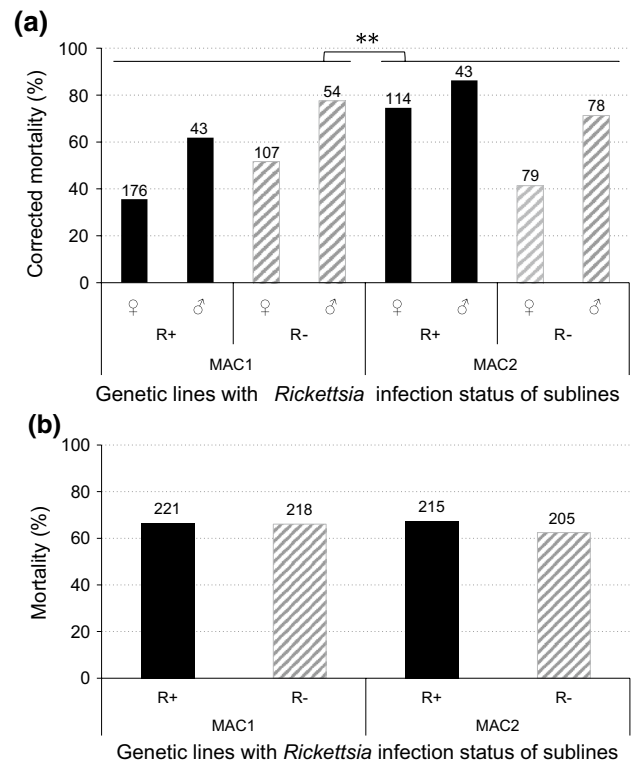 (a)
Corrected mortality (%)
100
80
60
40
20
0
**
176
43
107
54
114
43
79
78
♀ ♂ ♀ ♂ ♀ ♂ ♀ ♂
R+ R- R+ R-
MAC1 MAC2
Genetic lines with Rickettsia infection status of sublines
(b)
Mortality (%)
100
80
60
40
20
0
221
218
215
205
R+ R- R+ R-
MAC1 MAC2
Genetic lines with Rickettsia infection status of sublines